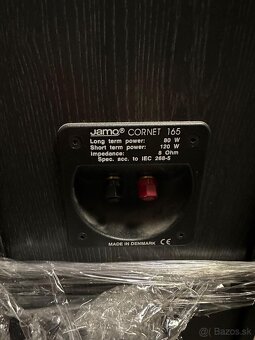 Jamo® CORNET 165
Long term power: 80 W
Short term power: 120 W
Impedance: 8 Ohm
Spec. acc. to IEC 268-5
MADE IN DENMARK CE
Bazos.sk